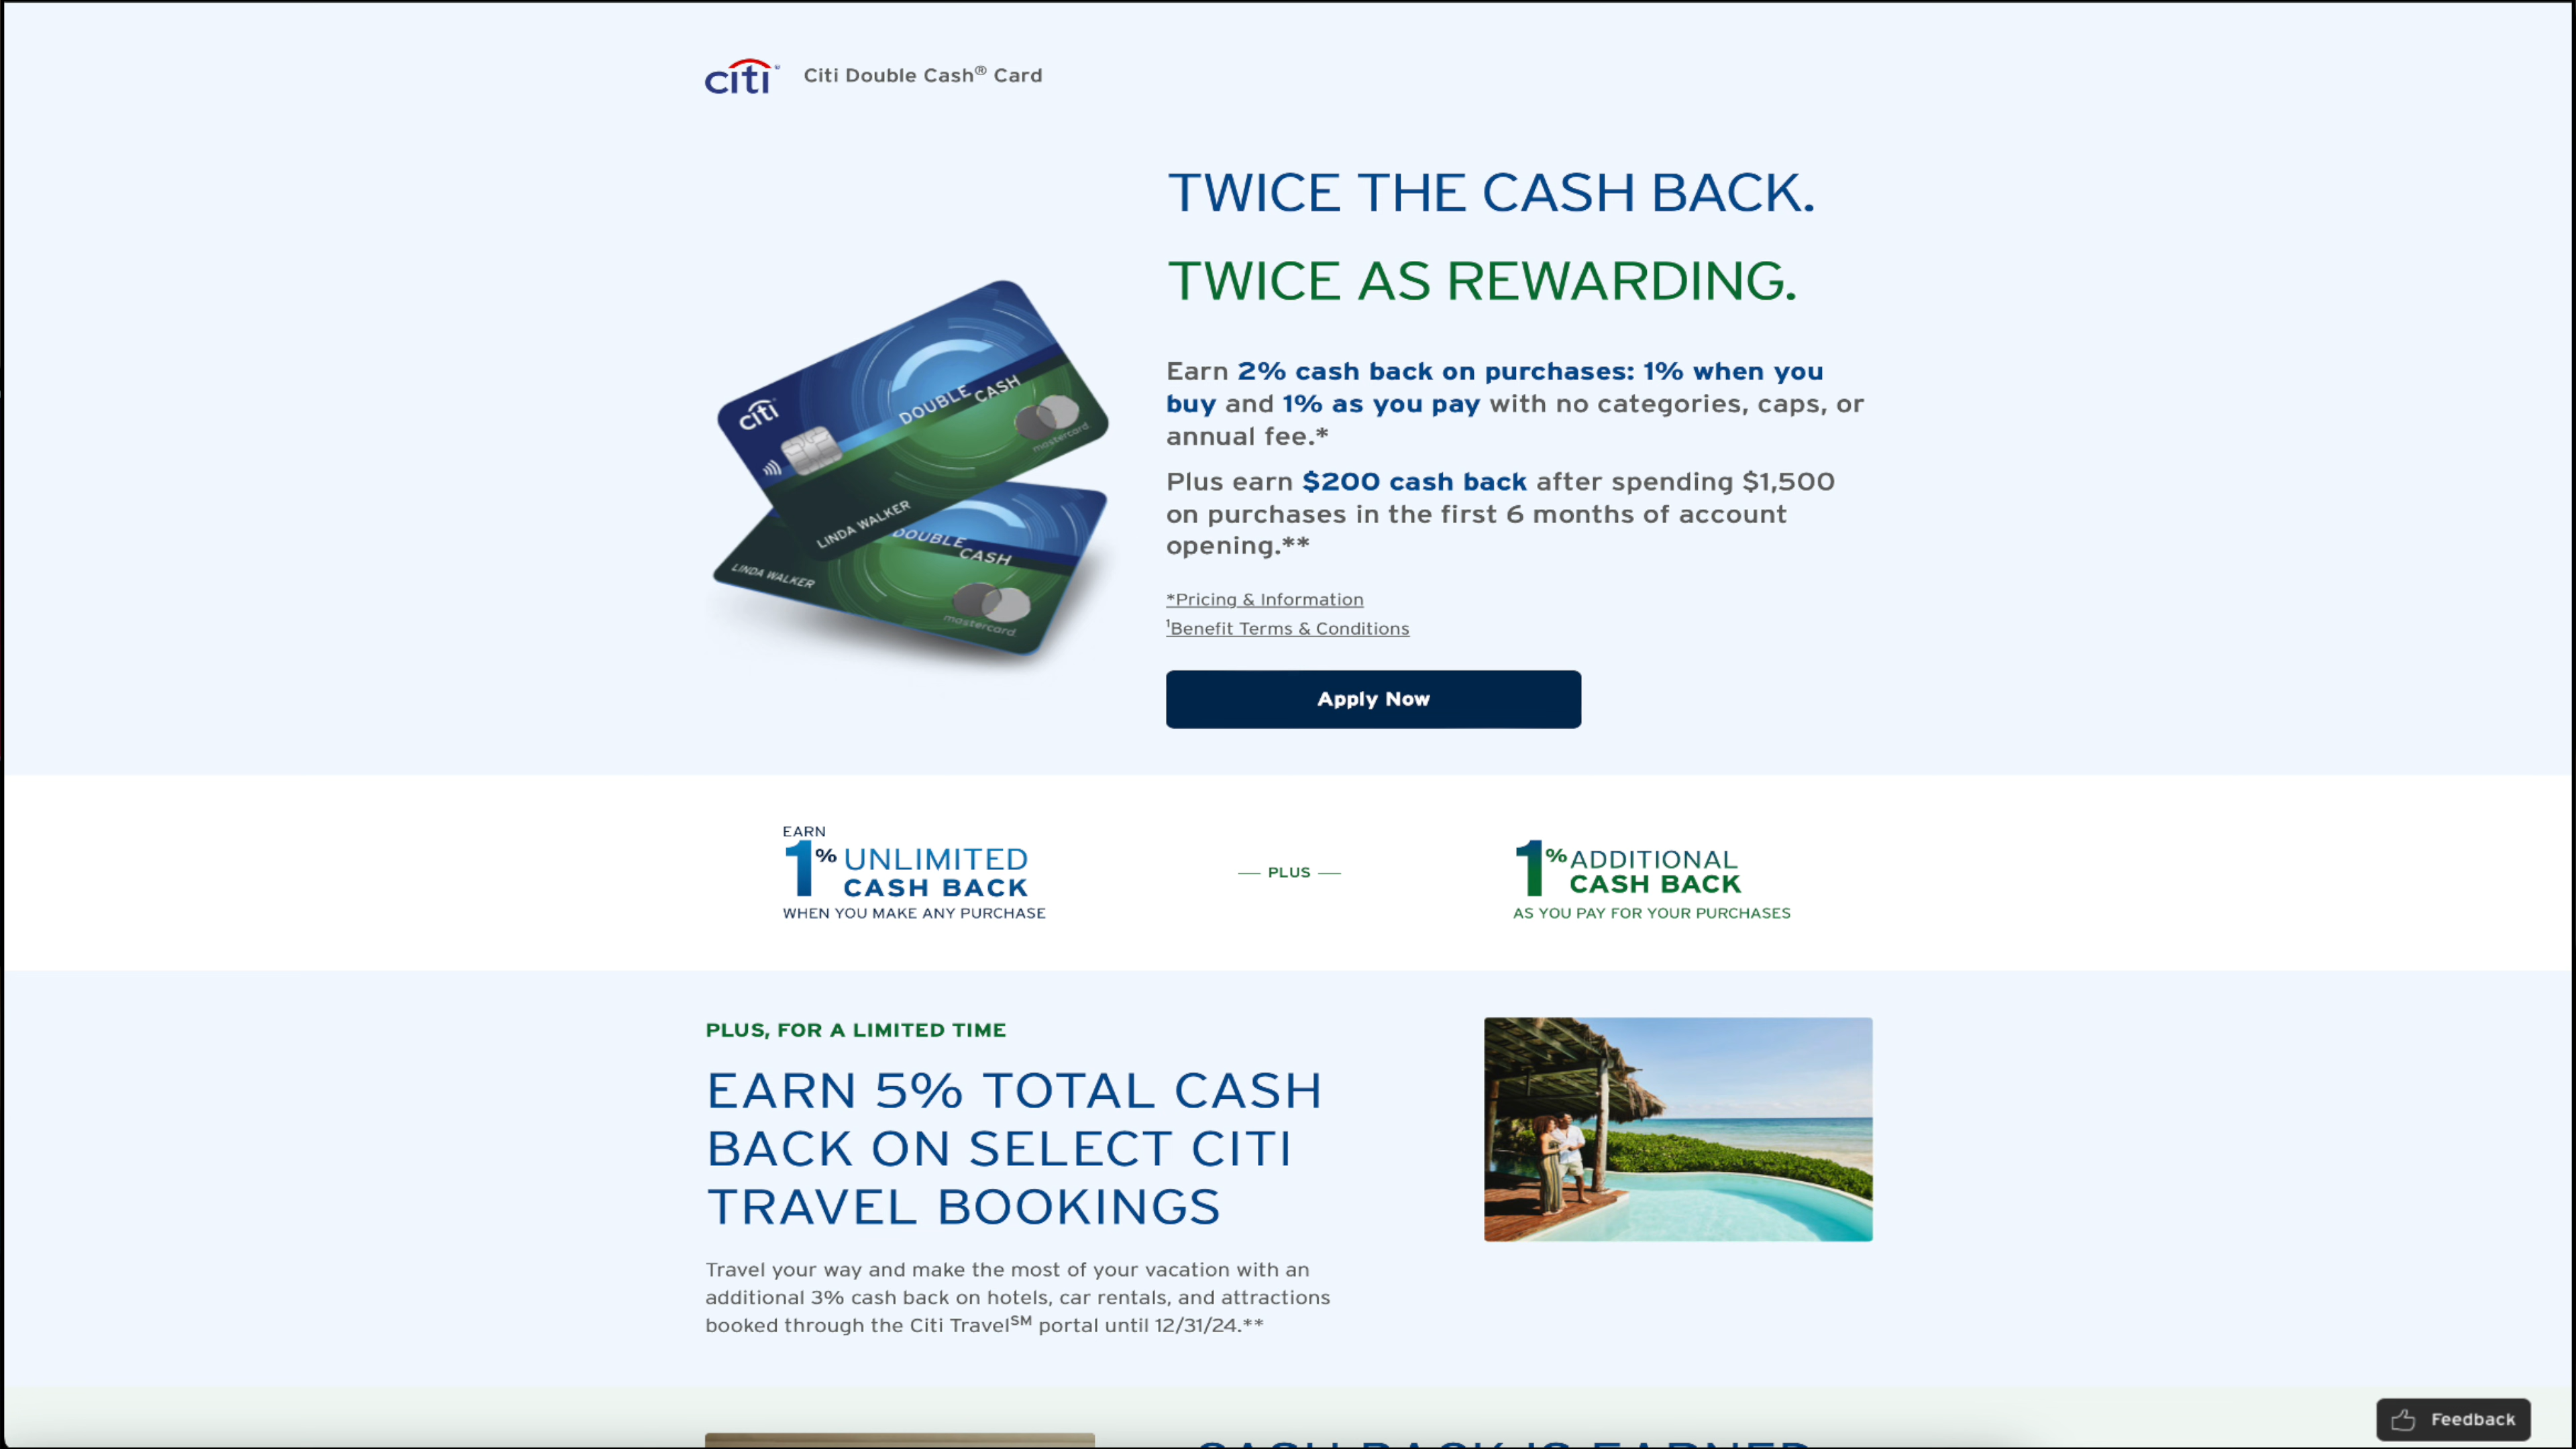 citi®
Citi Double Cash® Card
TWICE THE CASH BACK.
TWICE AS REWARDING.
citi
DOUBLE CASH
mastercard
LINDA WALKER
DOUBLE CASH
LINDA WALKER
mastercard
Earn 2% cash back on purchases: 1% when you
buy and 1% as you pay with no categories, caps, or
annual fee.*
Plus earn $200 cash back after spending $1,500
on purchases in the first 6 months of account
opening.**
*Pricing & Information
¹Benefit Terms & Conditions
Apply Now
EARN
1% UNLIMITED
CASH BACK
WHEN YOU MAKE ANY PURCHASE
— PLUS —
1% ADDITIONAL
CASH BACK
AS YOU PAY FOR YOUR PURCHASES
PLUS, FOR A LIMITED TIME
EARN 5% TOTAL CASH
BACK ON SELECT CITI
TRAVEL BOOKINGS
Travel your way and make the most of your vacation with an
additional 3% cash back on hotels, car rentals, and attractions
booked through the Citi Travel℠ portal until 12/31/24.**
Feedback